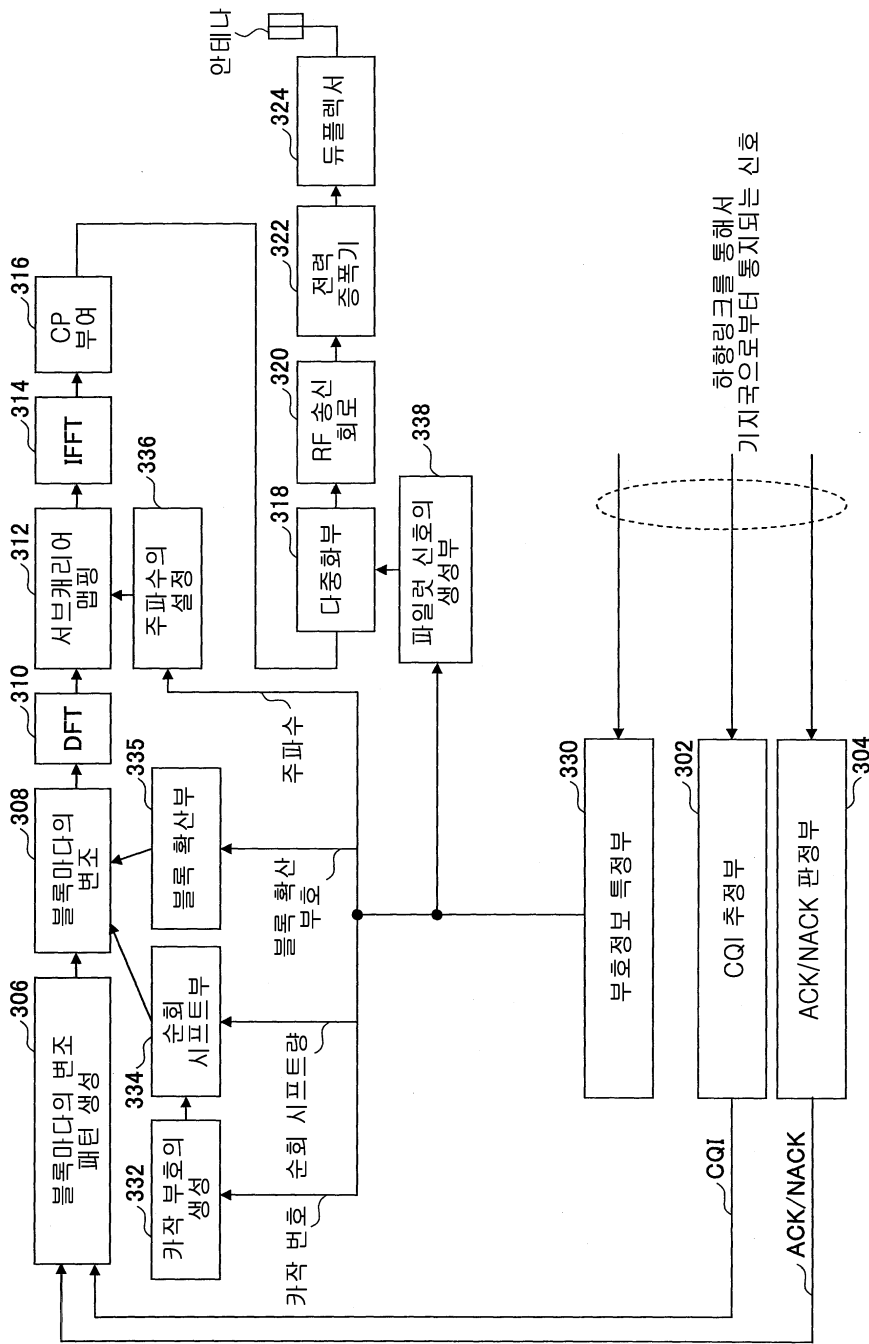 306
블록마다의 변조
패턴 생성
308
블록마다의
변조
310
DFT
312
서브캐리어
맵핑
314
IFFT
316
CP
부여
332
카작 부호의
생성
334
순회
시프트부
335
블록 확산부
336
주파수의
설정
318
다중화부
320
RF 송신
회로
322
전력
증폭기
324
듀플렉서
안테나
338
파일럿 신호의
생성부
카작 번호
순회 시프트량
블록 확산
부호
주파수
330
부호정보 특정부
302
CQI 추정부
304
ACK/NACK 판정부
CQI
ACK/NACK
하향링크를 통해서
기지국으로부터 통지되는 신호